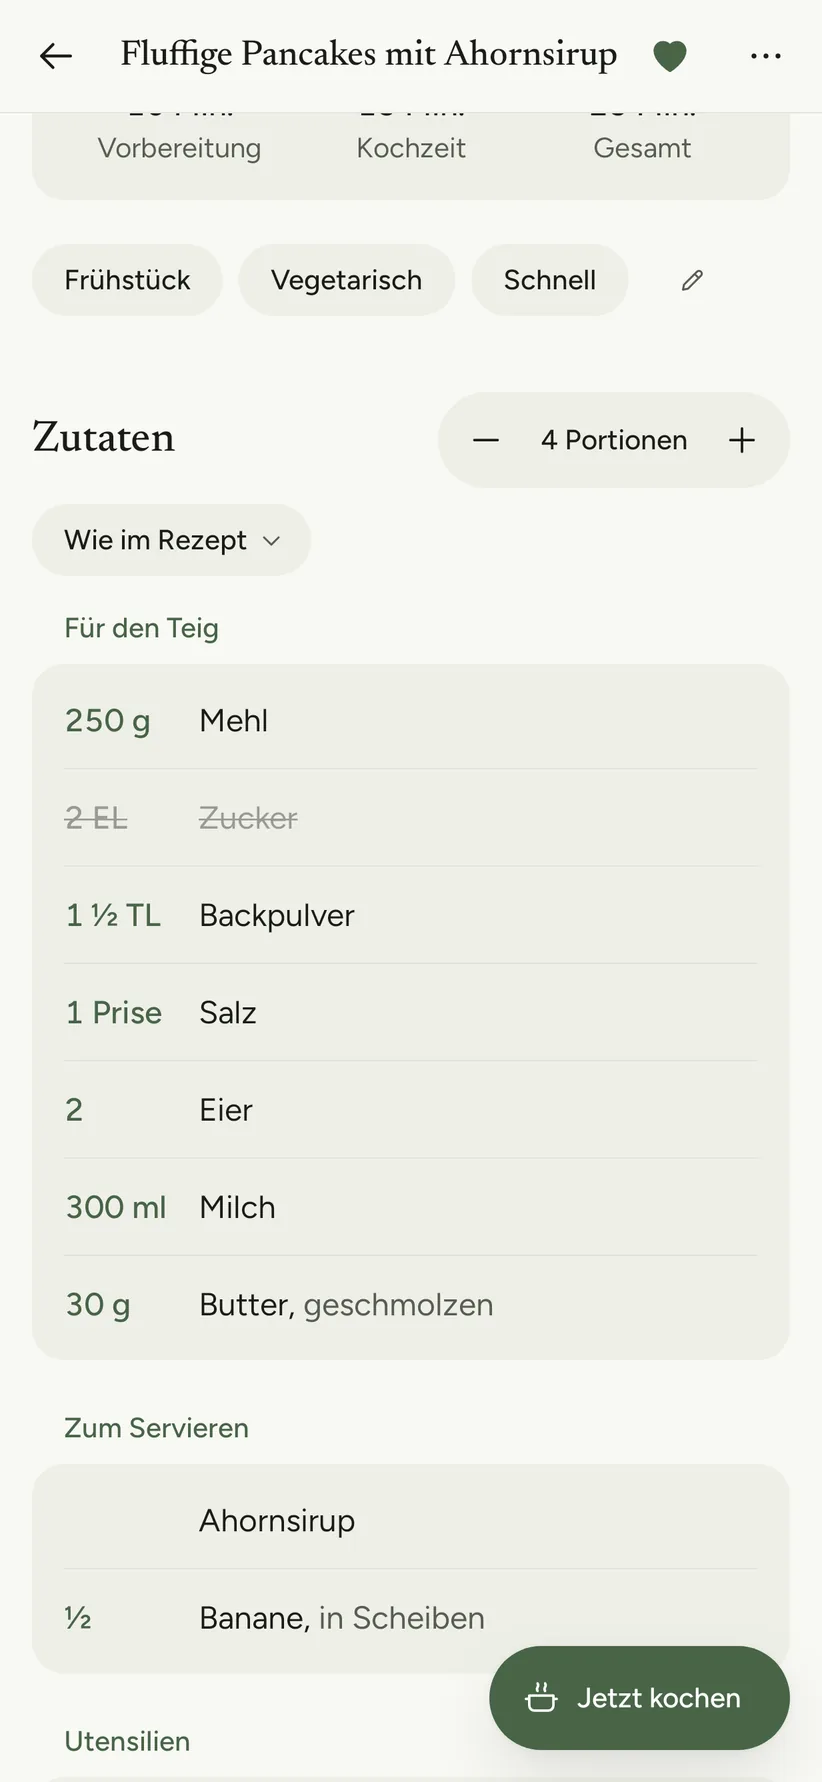 Fluffige Pancakes mit Ahornsirup
Vorbereitung Kochzeit Gesamt
Frühstück Vegetarisch Schnell
Zutaten 4 Portionen
Wie im Rezept
Für den Teig
250 g Mehl
2 EL Zucker
1 ½ TL Backpulver
1 Prise Salz
2 Eier
300 ml Milch
30 g Butter, geschmolzen
Zum Servieren
Ahornsirup
½ Banane, in Scheiben
Jetzt kochen
Utensilien